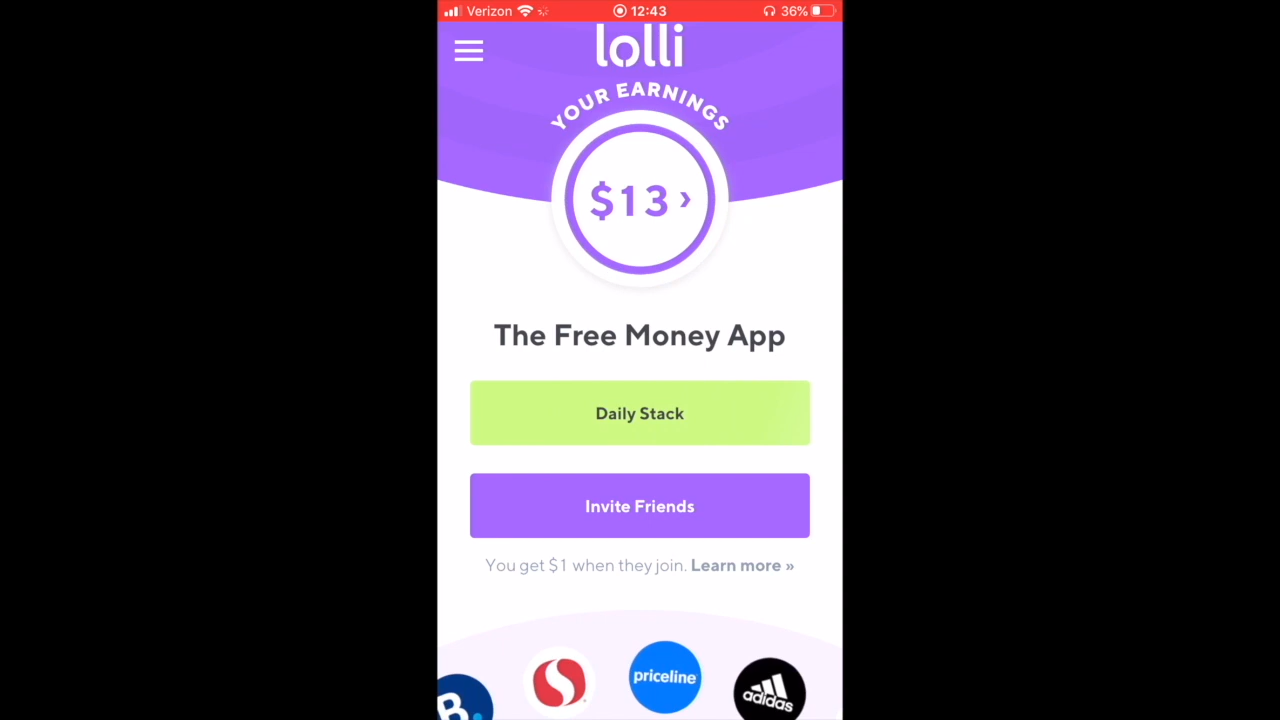 Verizon 12:43 36%
lolli
YOUR EARNINGS
$13 ›
The Free Money App
Daily Stack
Invite Friends
You get $1 when they join. Learn more »
B.
priceline
adidas